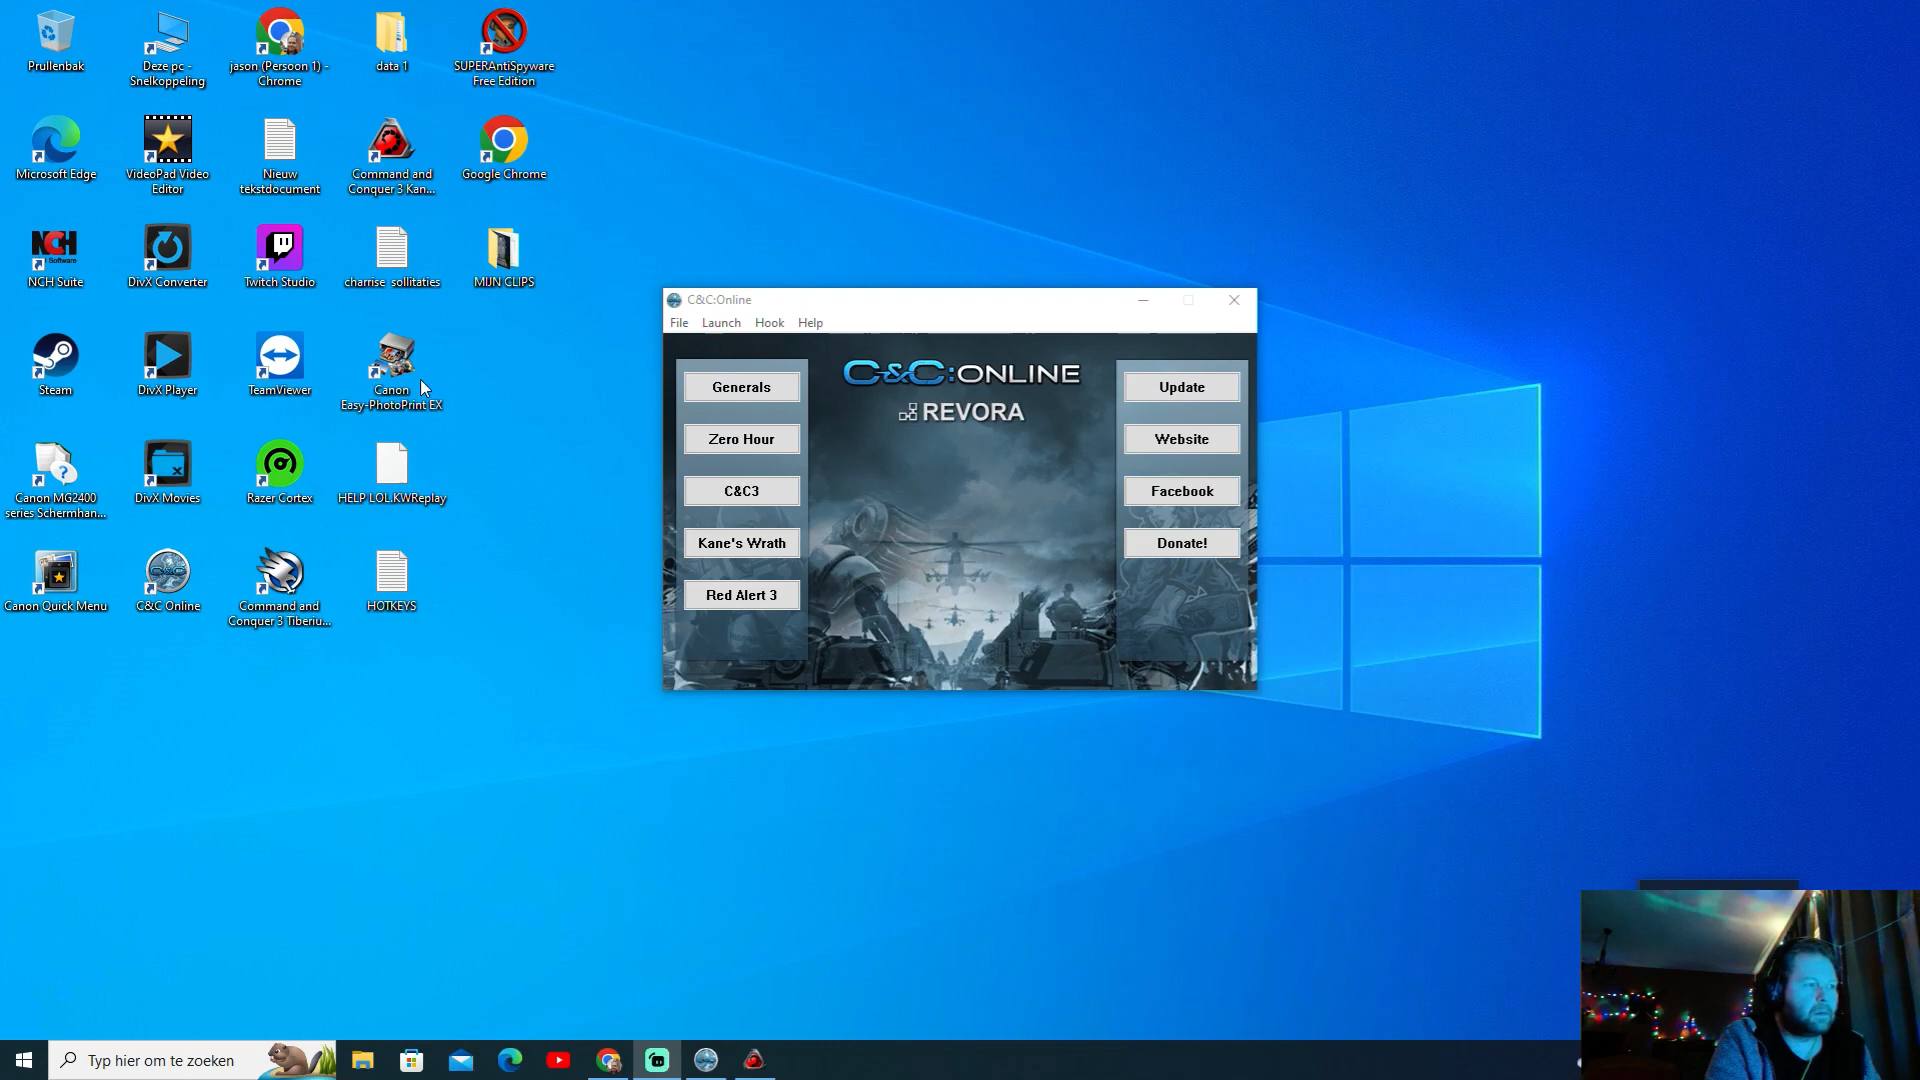 Prullenbak
Deze pc -
Snelkoppeling
jason (Persoon 1) -
Chrome
data 1
SUPERAntiSpyware
Free Edition
Microsoft Edge
VideoPad Video
Editor
Nieuw
tekstdocument
Command and
Conquer 3 Kan...
Google Chrome
NCH
Software
NCH Suite
DivX Converter
Twitch Studio
charrise sollitaties
MIJN CLIPS
Steam
DivX Player
TeamViewer
Canon
Easy-PhotoPrint EX
Canon MG2400
series Schermhan...
DivX Movies
Razer Cortex
HELP LOL.KWReplay
Canon Quick Menu
C&C Online
Command and
Conquer 3 Tiberiu...
HOTKEYS
C&C:Online
File Launch Hook Help
C&C:ONLINE
REVORA
Generals
Zero Hour
C&C3
Kane's Wrath
Red Alert 3
Update
Website
Facebook
Donate!
Typ hier om te zoeken